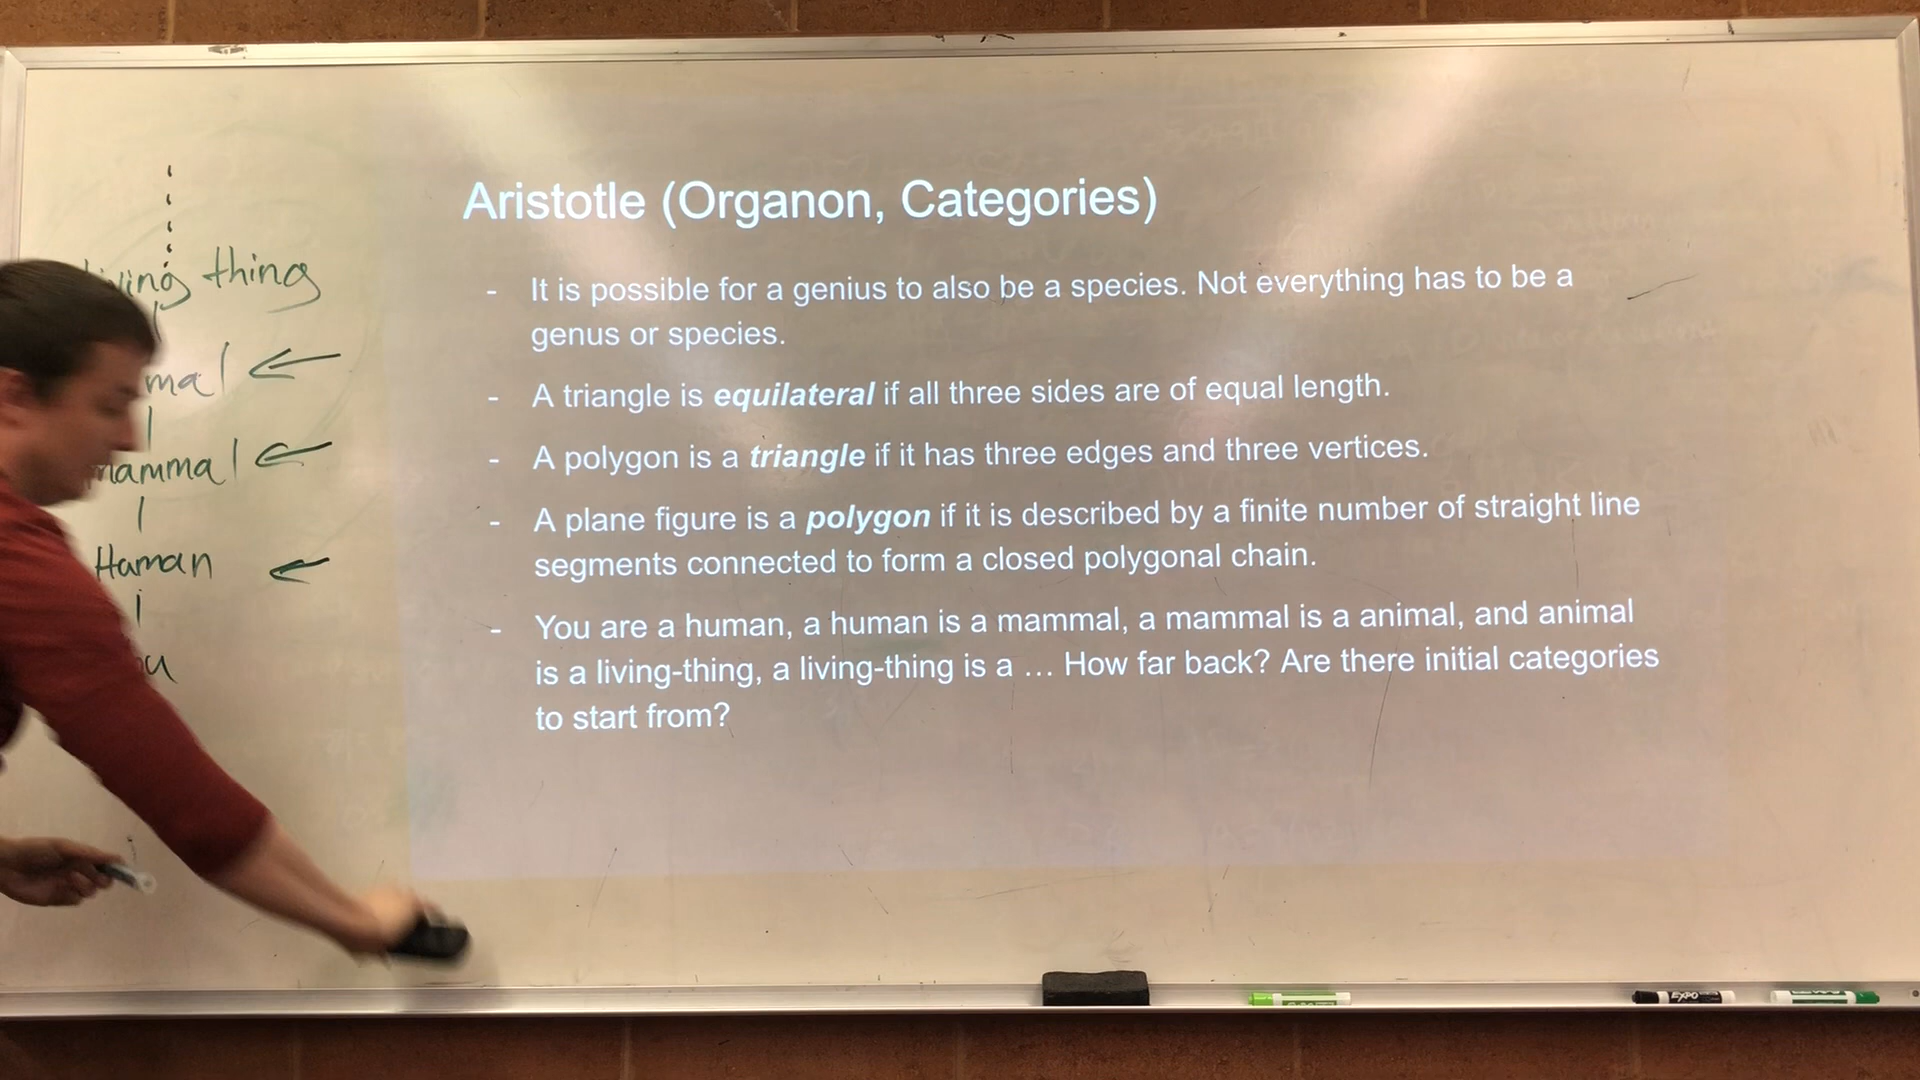 Aristotle (Organon, Categories)
- It is possible for a genius to also be a species. Not everything has to be a
genus or species.
- A triangle is equilateral if all three sides are of equal length.
- A polygon is a triangle if it has three edges and three vertices.
- A plane figure is a polygon if it is described by a finite number of straight line
segments connected to form a closed polygonal chain.
- You are a human, a human is a mammal, a mammal is a animal, and animal
is a living-thing, a living-thing is a … How far back? Are there initial categories
to start from?
thing
mammal
Human
EXPO